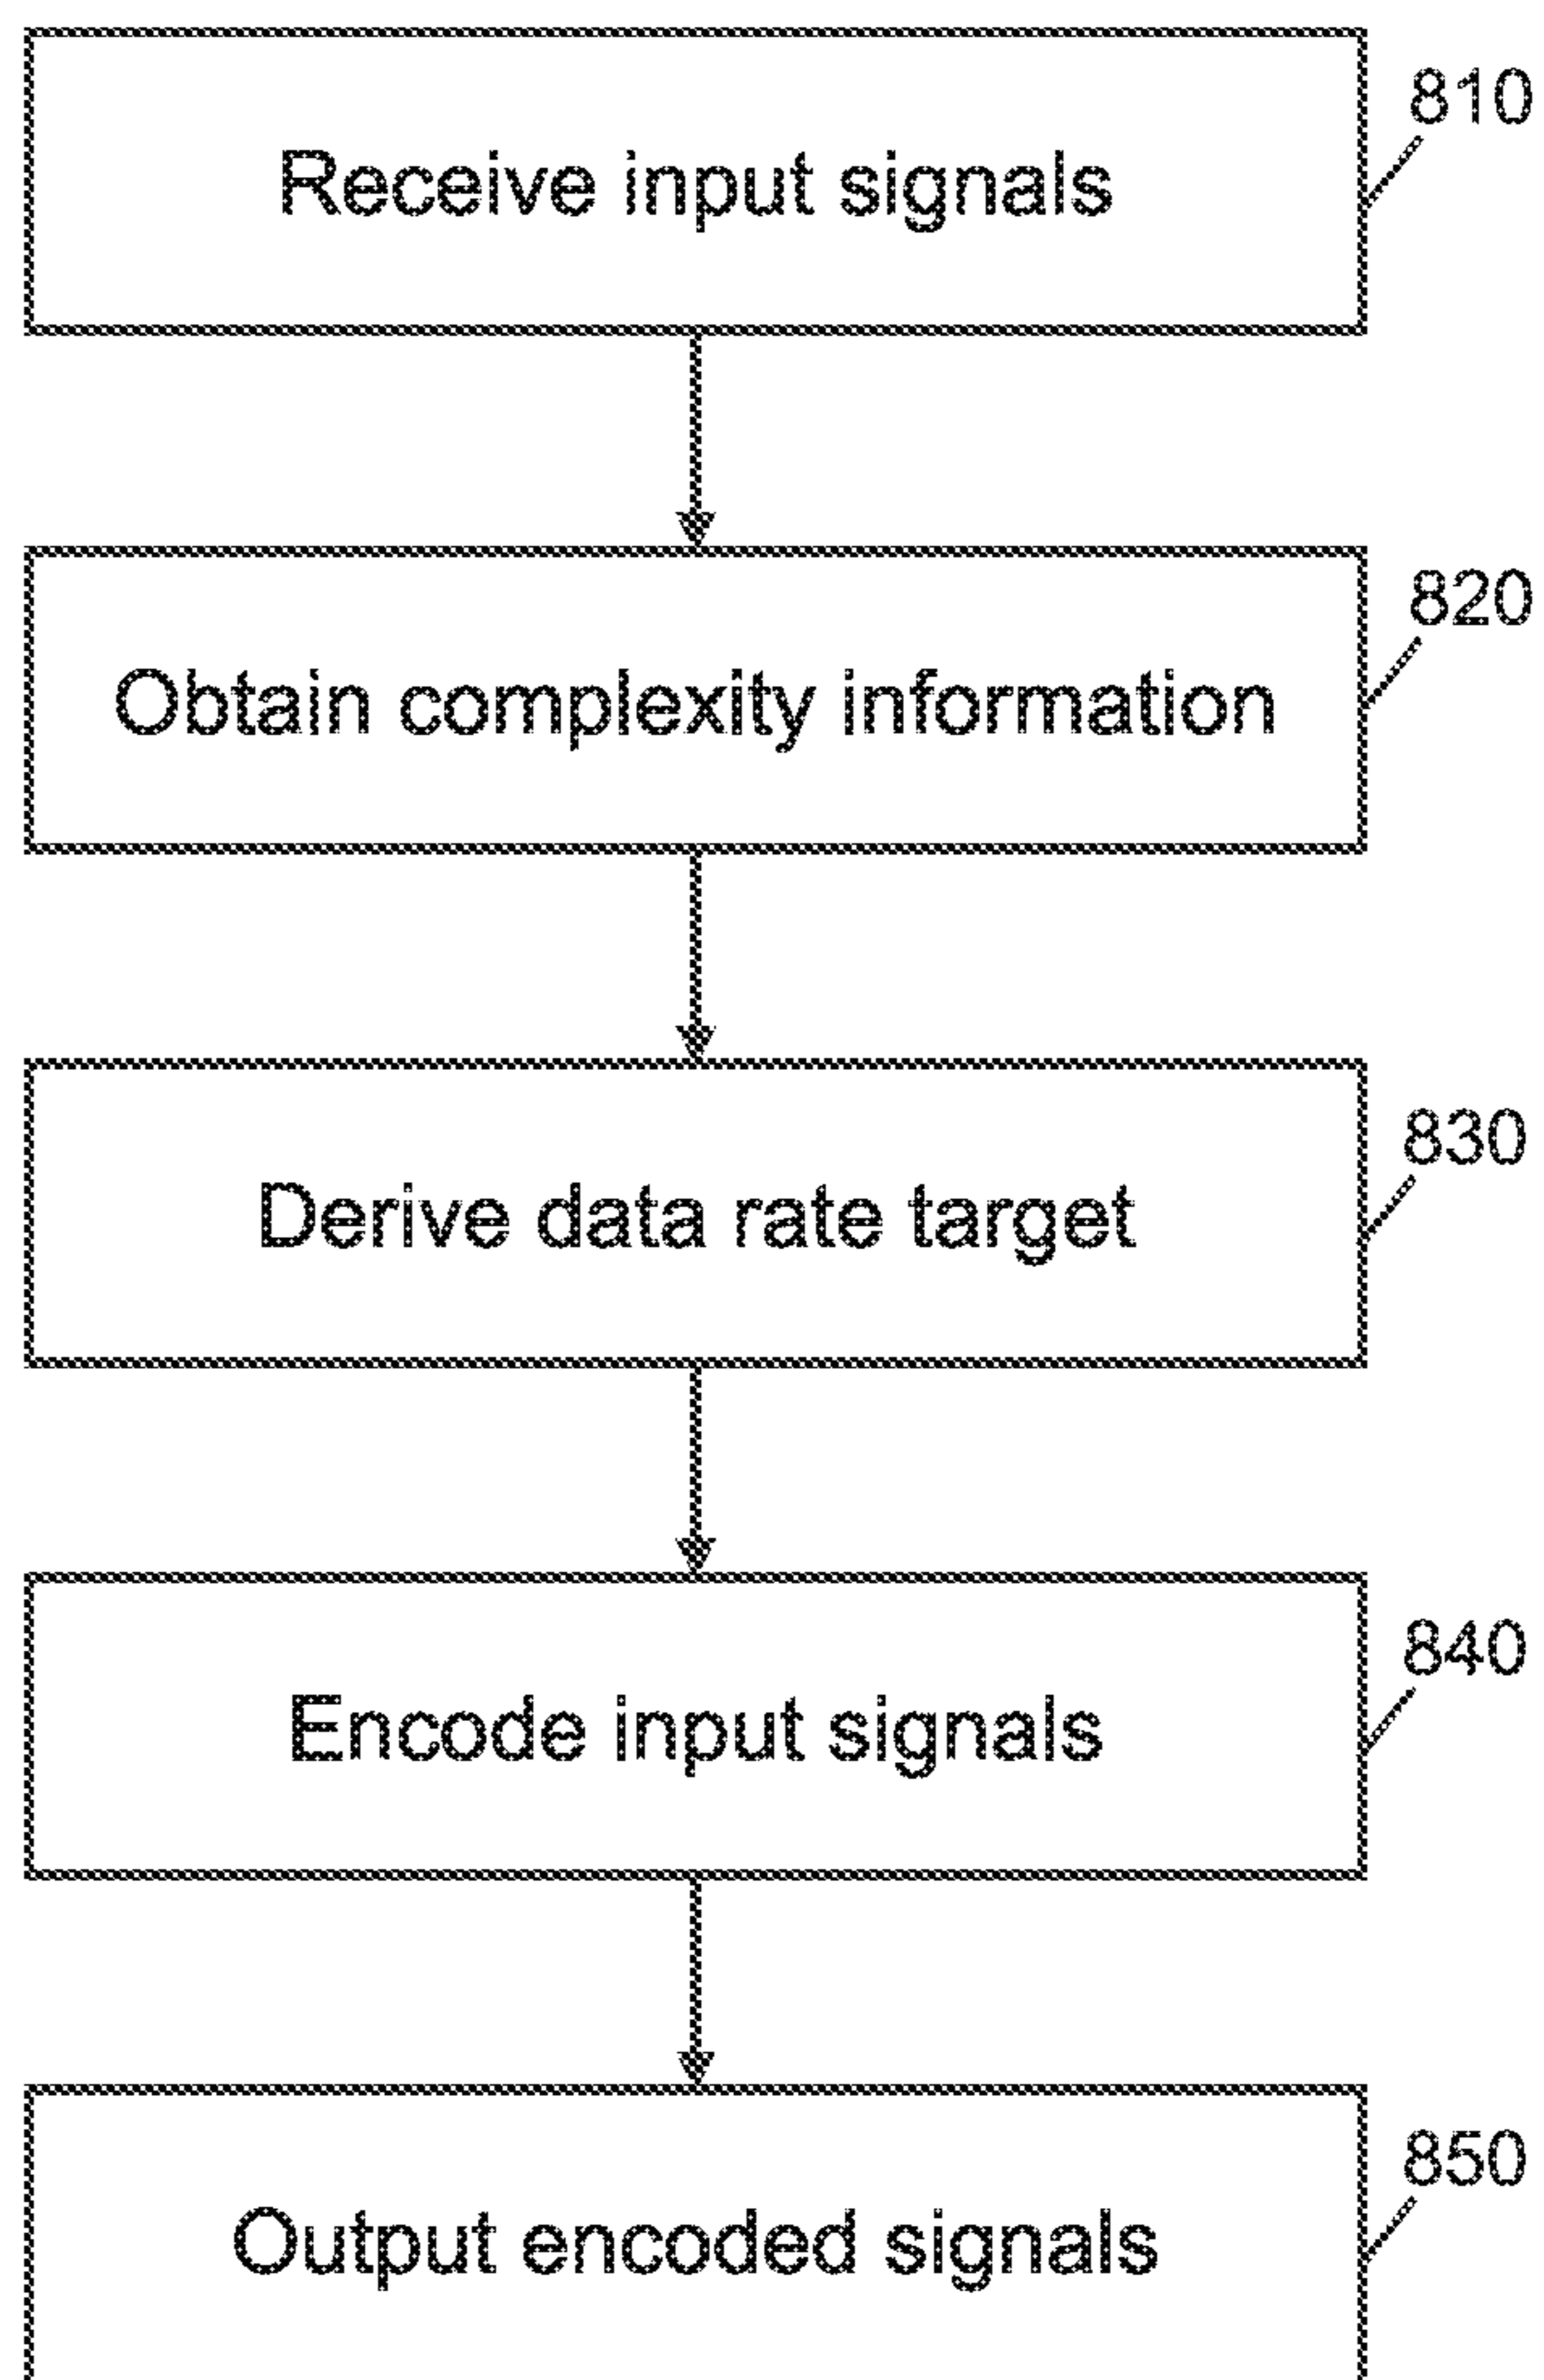 810
Receive input signals
820
Obtain complexity information
830
Derive data rate target
840
Encode input signals
850
Output encoded signals